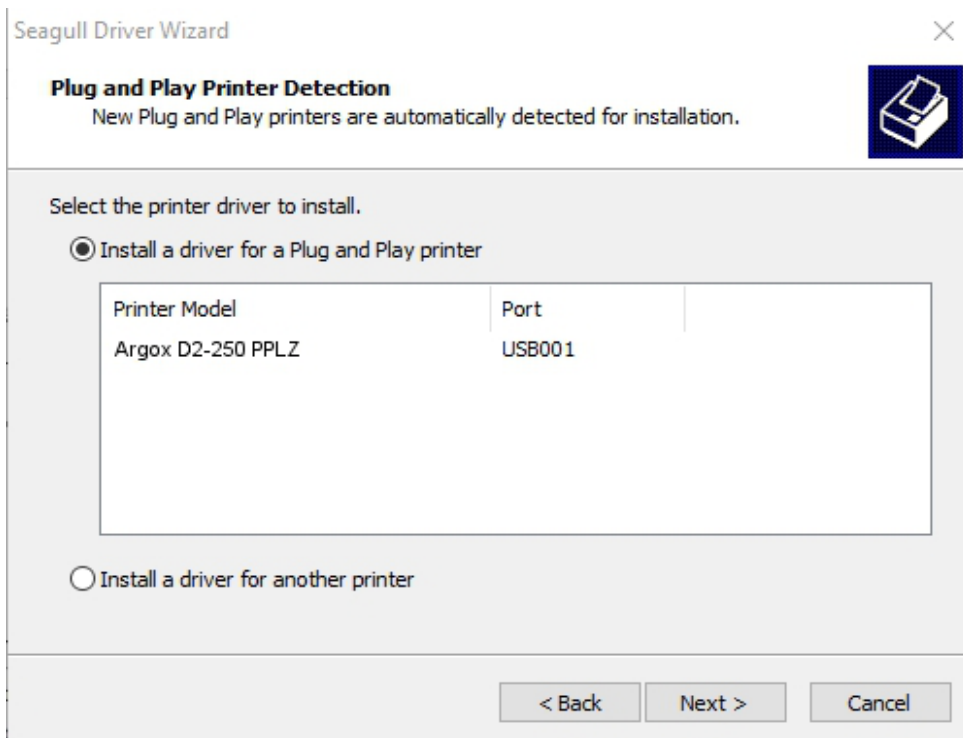 Seagull Driver Wizard
Plug and Play Printer Detection
New Plug and Play printers are automatically detected for installation.
Select the printer driver to install.
Install a driver for a Plug and Play printer
Printer Model Port
Argox D2-250 PPLZ USB001
Install a driver for another printer
< Back Next > Cancel